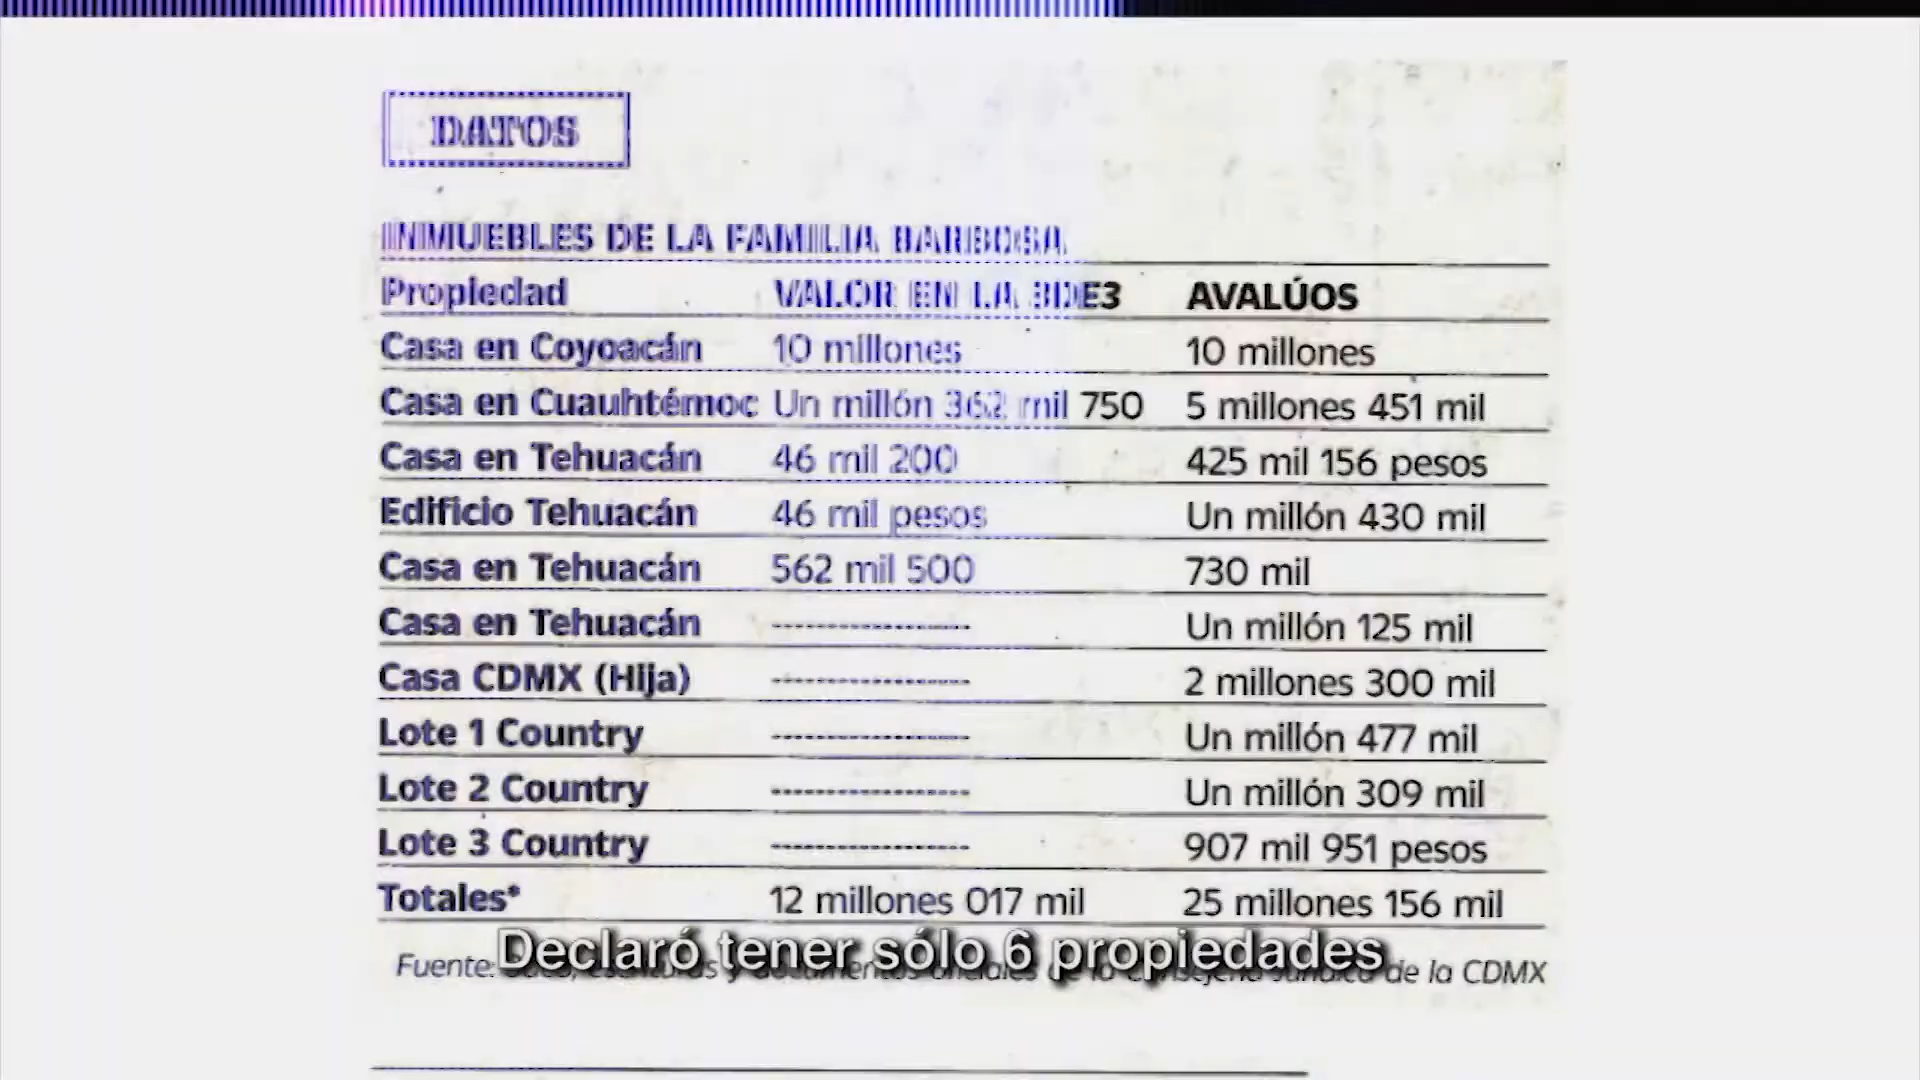 DATOS
INMUEBLES DE LA FAMILIA BARBOSA
Propiedad VALOR EN LA 3DE3 AVALÚOS
Casa en Coyoacán 10 millones 10 millones
Casa en Cuauhtémoc Un millón 362 mil 750 5 millones 451 mil
Casa en Tehuacán 46 mil 200 425 mil 156 pesos
Edificio Tehuacán 46 mil pesos Un millón 430 mil
Casa en Tehuacán 562 mil 500 730 mil
Casa en Tehuacán -------------------- Un millón 125 mil
Casa CDMX (Hija) -------------------- 2 millones 300 mil
Lote 1 Country -------------------- Un millón 477 mil
Lote 2 Country -------------------- Un millón 309 mil
Lote 3 Country -------------------- 907 mil 951 pesos
Totales* 12 millones 017 mil 25 millones 156 mil
Fuente: de la CDMX
Declaró tener sólo 6 propiedades